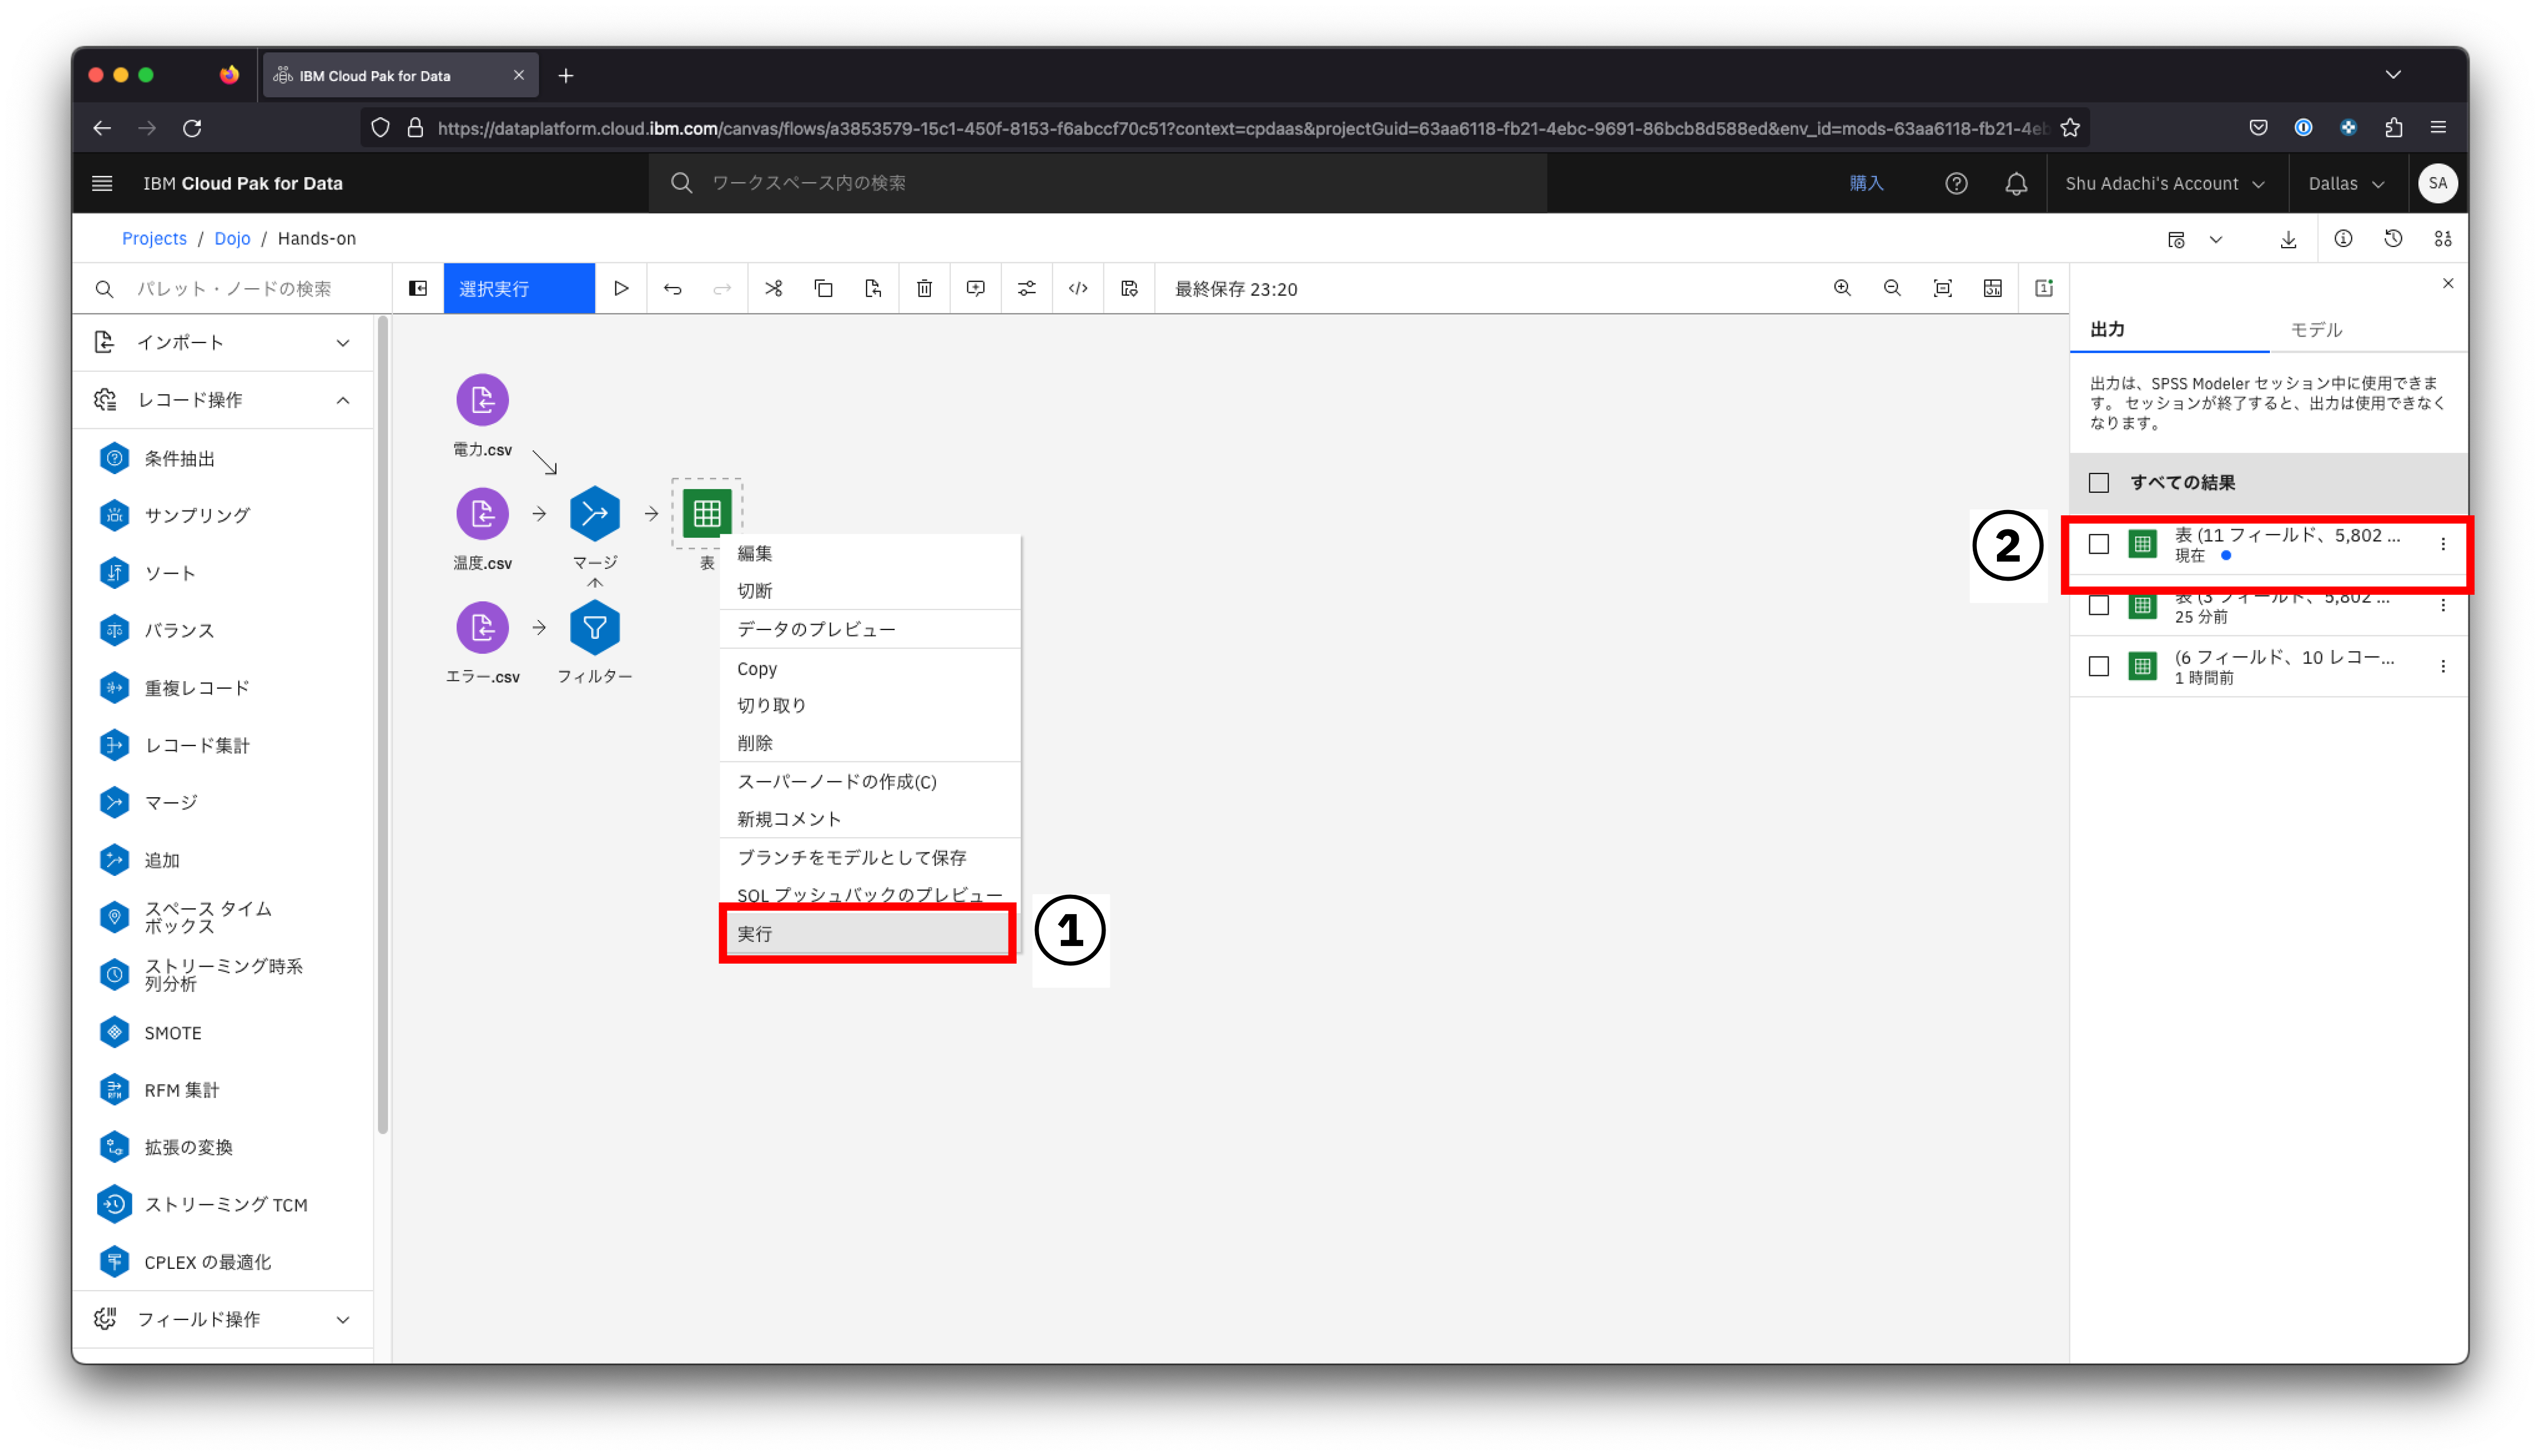 IBM Cloud Pak for Data
https://dataplatform.cloud.ibm.com/canvas/flows/a3853579-15c1-450f-8153-f6abccf70c51?context=cpdaas&projectGuid=63aa6118-fb21-4ebc-9691-86bcb8d588ed&env_id=mods-63aa6118-fb21-4eb
IBM Cloud Pak for Data
ワークスペース内の検索
購入
Shu Adachi's Account
Dallas
SA
Projects / Dojo / Hands-on
パレット・ノードの検索
選択実行
最終保存 23:20
インポート
レコード操作
条件抽出
サンプリング
ソート
バランス
重複レコード
レコード集計
マージ
追加
スペース タイム
ボックス
ストリーミング時系
列分析
SMOTE
RFM 集計
拡張の変換
ストリーミング TCM
CPLEX の最適化
フィールド操作
電力.csv
温度.csv
マージ
表
エラー.csv
フィルター
編集
切断
データのプレビュー
Copy
切り取り
削除
スーパーノードの作成(C)
新規コメント
ブランチをモデルとして保存
SQL プッシュバックのプレビュー
実行
1
2
出力
モデル
出力は、SPSS Modeler セッション中に使用できま
す。 セッションが終了すると、出力は使用できなく
なります。
すべての結果
表 (11 フィールド、5,802 ...
現在
表 (3 フィールド、5,802 ...
25 分前
(6 フィールド、10 レコー...
1 時間前